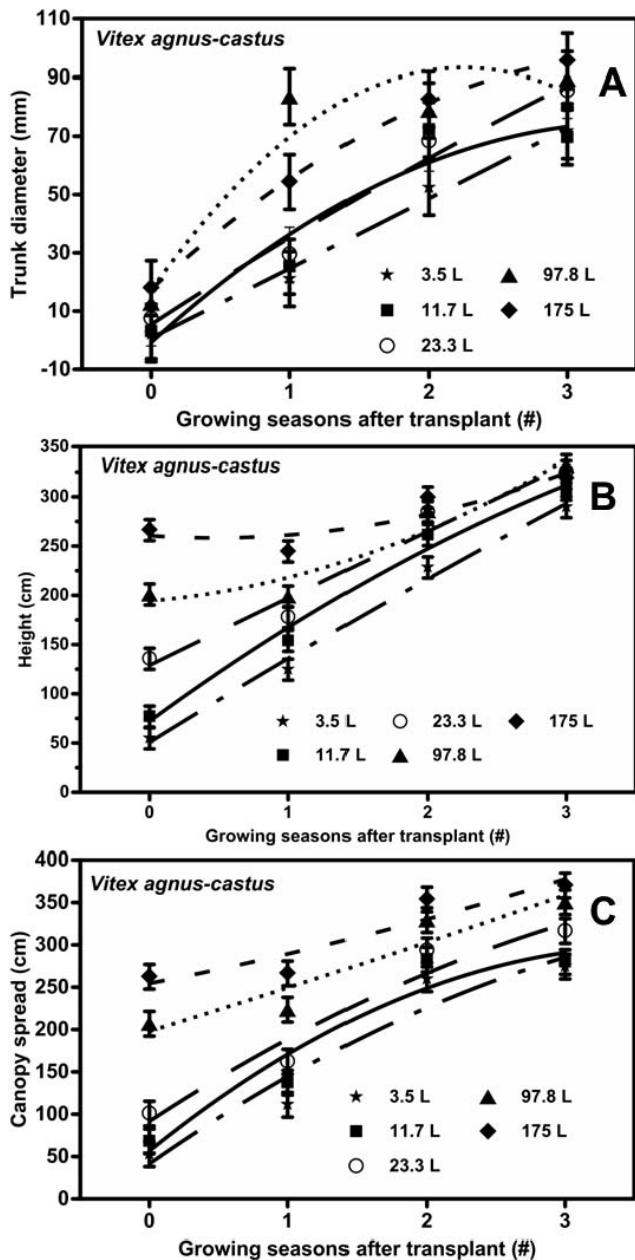 110
90
70
50
30
10
-10
Trunk diameter (mm)
Vitex agnus-castus
A
3.5 L
97.8 L
11.7 L
175 L
23.3 L
0 1 2 3
Growing seasons after transplant (#)
350
300
250
200
150
100
50
0
Height (cm)
Vitex agnus-castus
B
3.5 L
23.3 L
175 L
11.7 L
97.8 L
0 1 2 3
Growing seasons after transplant (#)
400
350
300
250
200
150
100
50
0
Canopy spread (cm)
Vitex agnus-castus
C
3.5 L
97.8 L
11.7 L
175 L
23.3 L
0 1 2 3
Growing seasons after transplant (#)